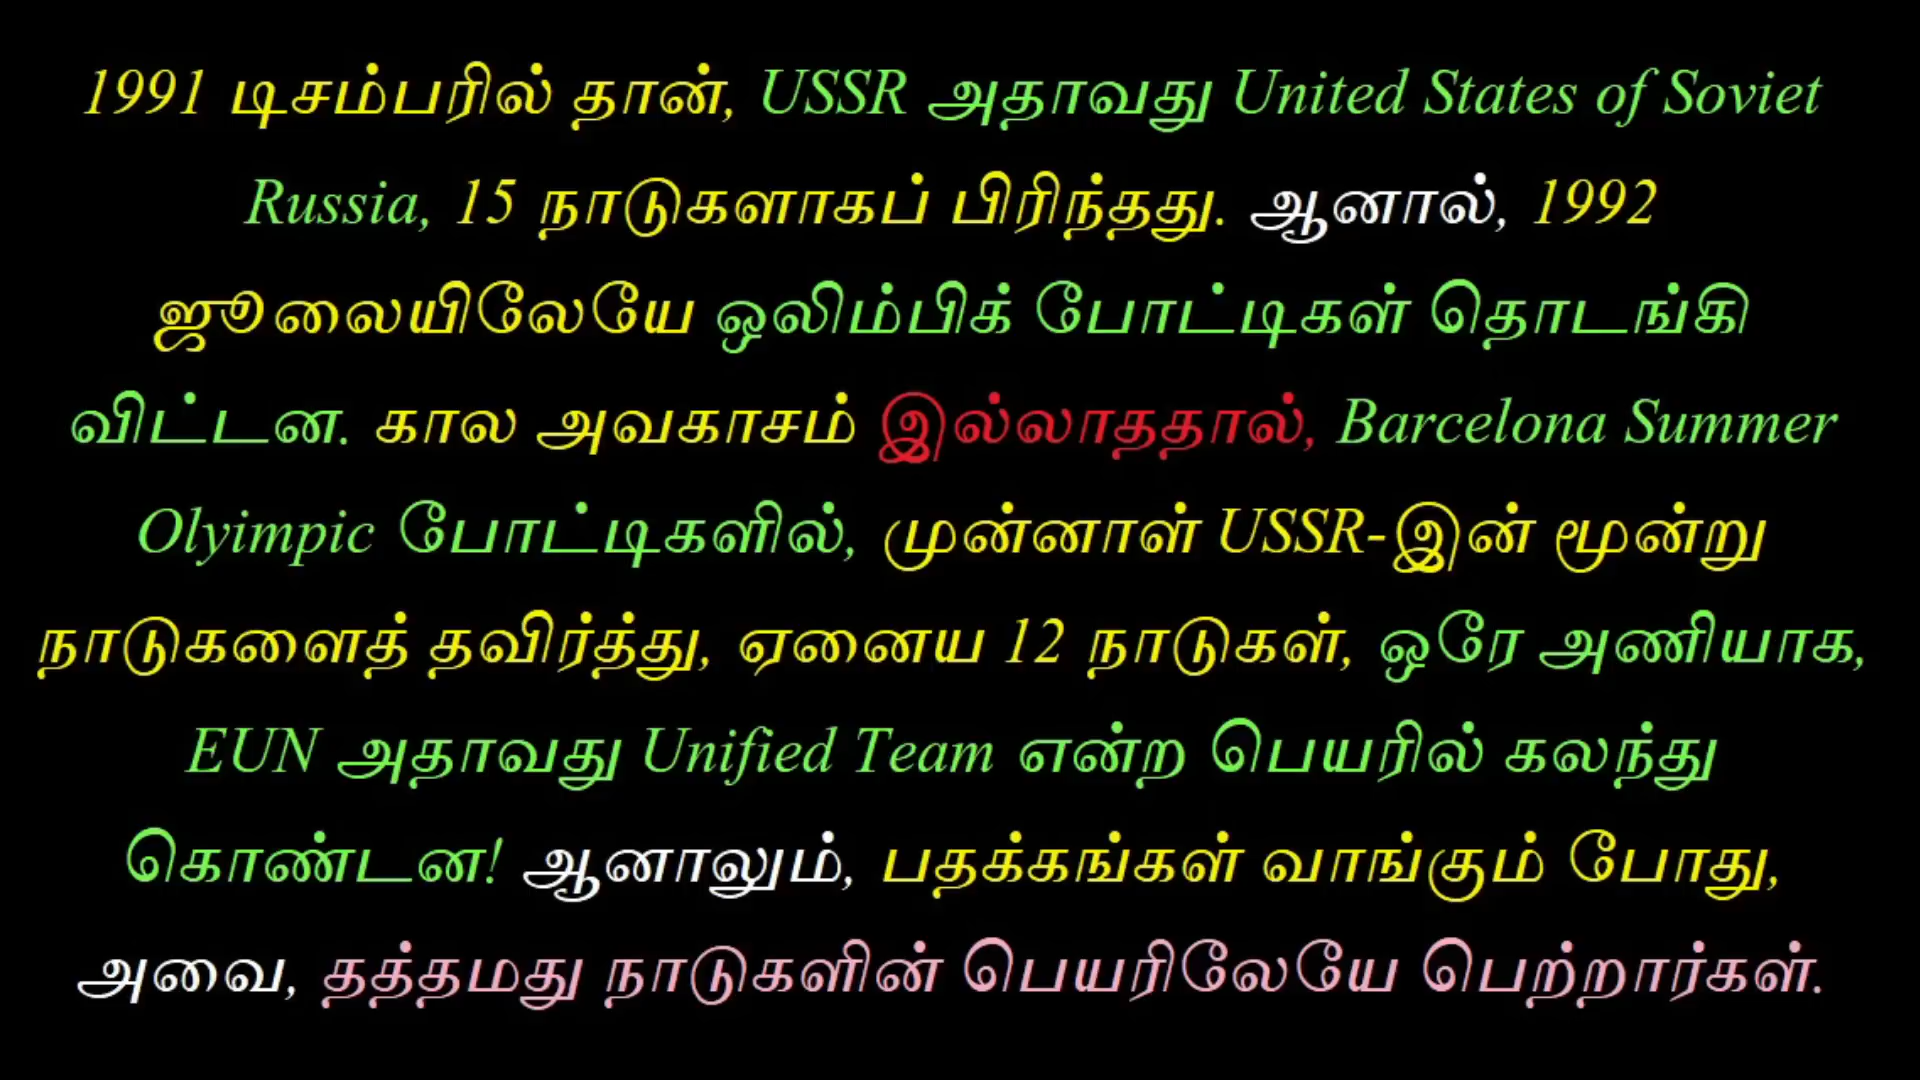 1991 டிசம்பரில் தான், USSR அதாவது United States of Soviet
Russia, 15 நாடுகளாகப் பிரிந்தது. ஆனால், 1992
ஜூலையிலேயே ஒலிம்பிக் போட்டிகள் தொடங்கி
விட்டன. கால அவகாசம் இல்லாததால், Barcelona Summer
Olyimpic போட்டிகளில், முன்னாள் USSR-இன் மூன்று
நாடுகளைத் தவிர்த்து, ஏனைய 12 நாடுகள், ஒரே அணியாக,
EUN அதாவது Unified Team என்ற பெயரில் கலந்து
கொண்டன! ஆனாலும், பதக்கங்கள் வாங்கும் போது,
அவை, தத்தமது நாடுகளின் பெயரிலேயே பெற்றார்கள்.